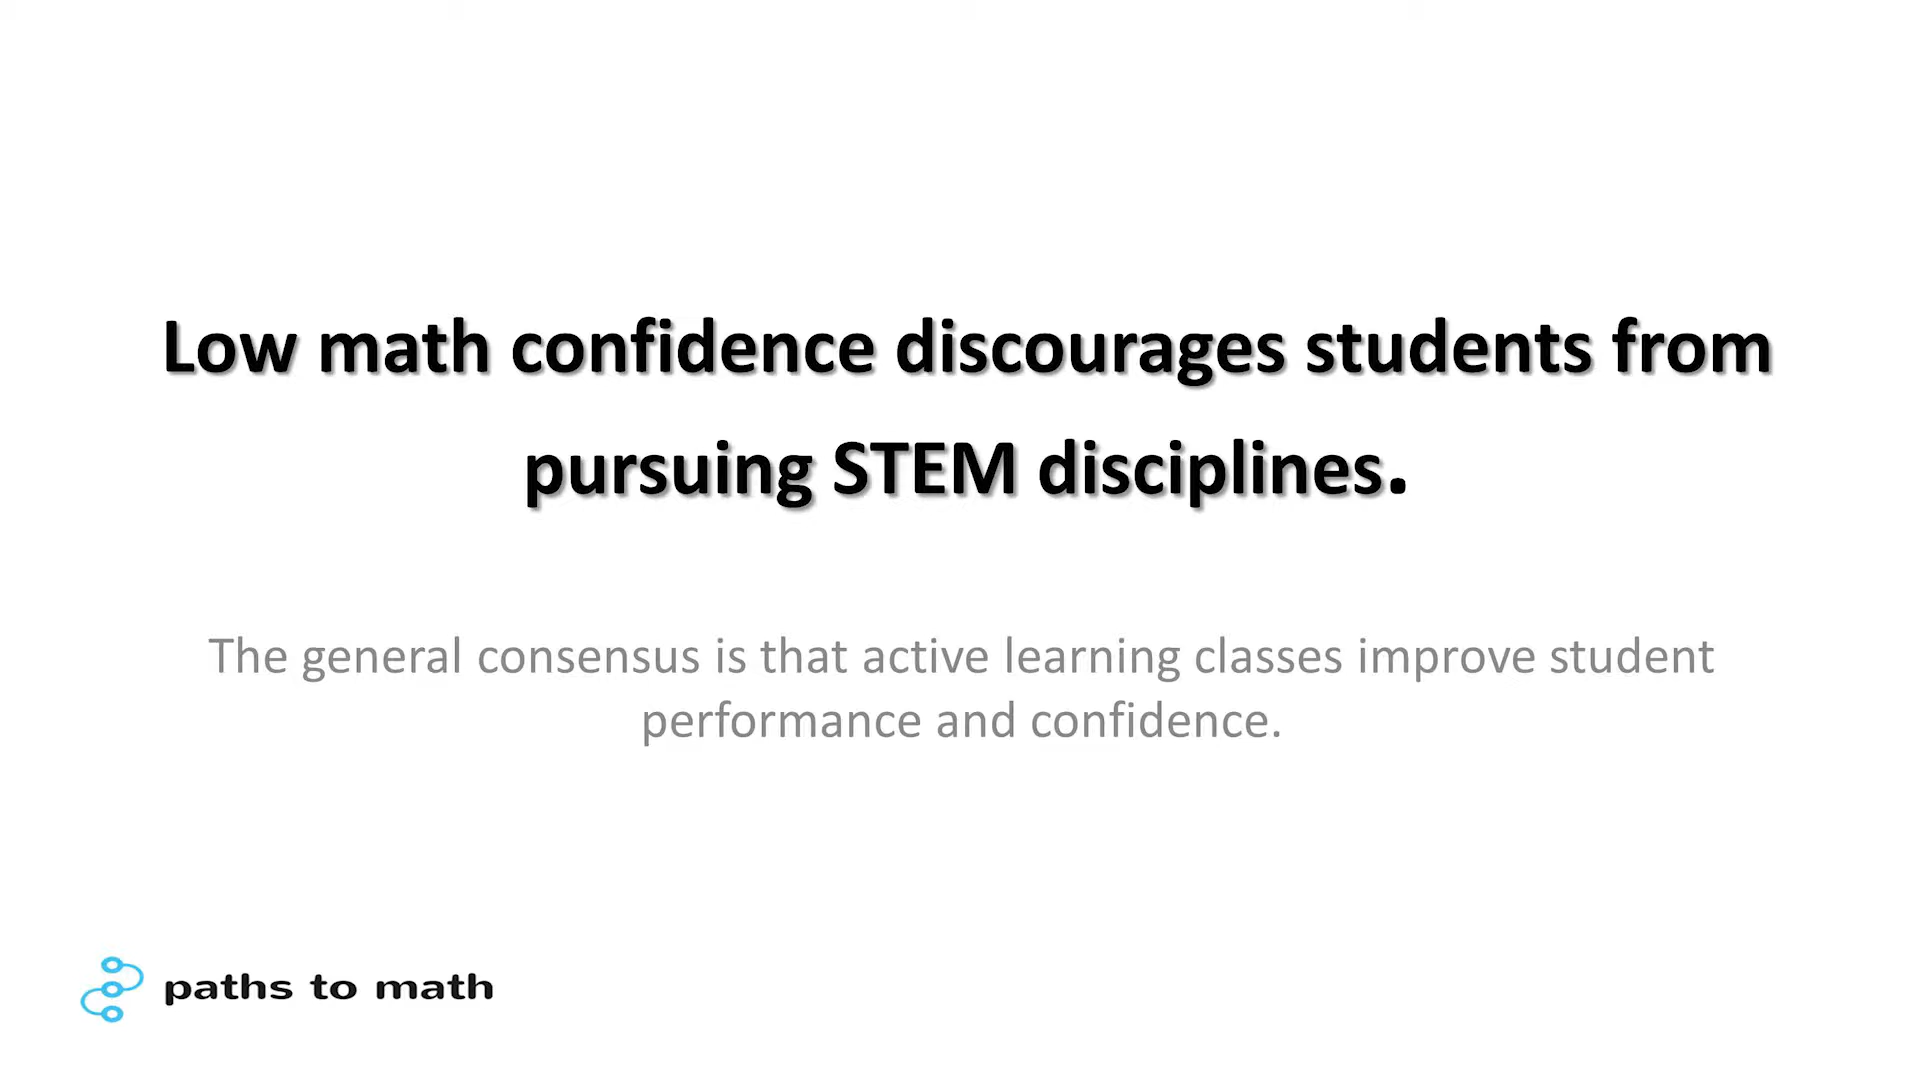 Low math confidence discourages students from
pursuing STEM disciplines.
The general consensus is that active learning classes improve student
performance and confidence.
paths to math